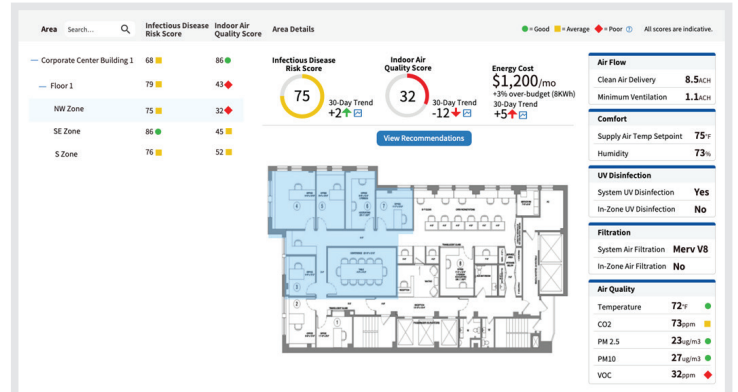 Area Search... Infectious Disease Risk Score Indoor Air Quality Score Area Details = Good = Average = Poor All scores are indicative.
Corporate Center Building 1 68 86
Floor 1 79 43
NW Zone 75 32
SE Zone 86 45
S Zone 76 52
Infectious Disease
Risk Score
75
30-Day Trend
+2
Indoor Air
Quality Score
32
30-Day Trend
-12
Energy Cost
$1,200/mo
+3% over-budget (8KWh)
30-Day Trend
+5
View Recommendations
Air Flow
Clean Air Delivery 8.5ACH
Minimum Ventilation 1.1ACH
Comfort
Supply Air Temp Setpoint 75°F
Humidity 73%
UV Disinfection
System UV Disinfection Yes
In-Zone UV Disinfection No
Filtration
System Air Filtration Merv V8
In-Zone Air Filtration No
Air Quality
Temperature 72°F
CO2 73ppm
PM 2.5 23ug/m3
PM10 27ug/m3
VOC 32ppm